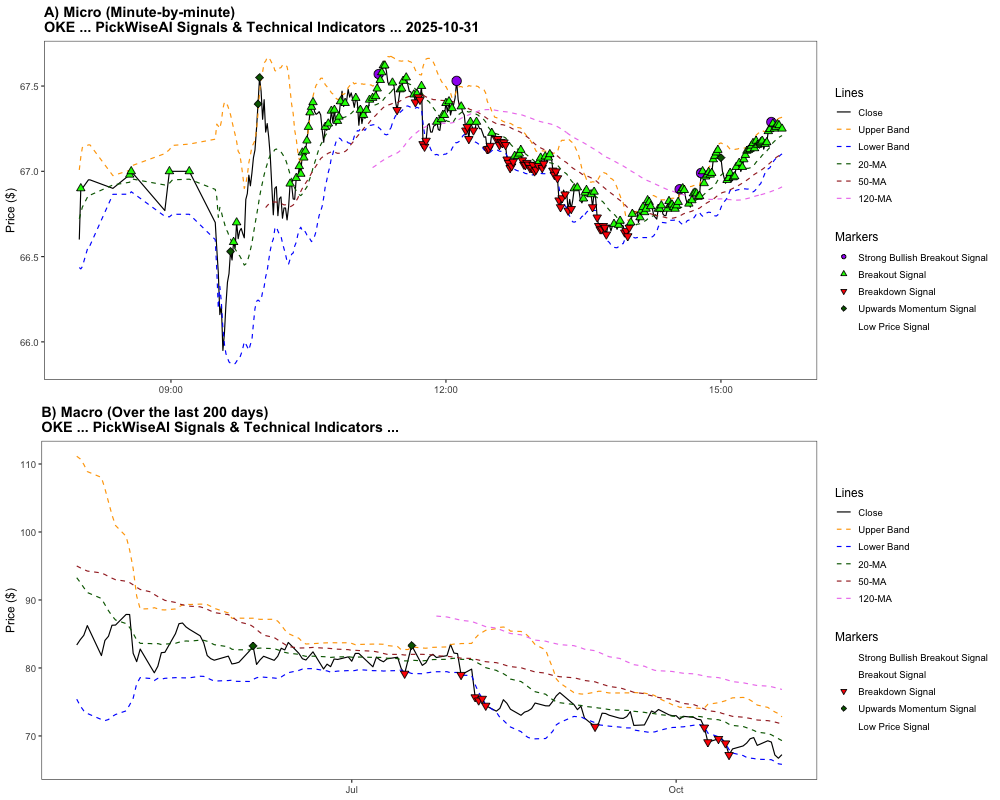 A) Micro (Minute-by-minute)
OKE ... PickWiseAI Signals & Technical Indicators ... 2025-10-31
Price ($)
67.5
67.0
66.5
66.0
09:00
12:00
15:00
Lines
Close
Upper Band
Lower Band
20-MA
50-MA
120-MA
Markers
Strong Bullish Breakout Signal
Breakout Signal
Breakdown Signal
Upwards Momentum Signal
Low Price Signal
B) Macro (Over the last 200 days)
OKE ... PickWiseAI Signals & Technical Indicators ...
Price ($)
110
100
90
80
70
Jul
Oct
Lines
Close
Upper Band
Lower Band
20-MA
50-MA
120-MA
Markers
Strong Bullish Breakout Signal
Breakout Signal
Breakdown Signal
Upwards Momentum Signal
Low Price Signal